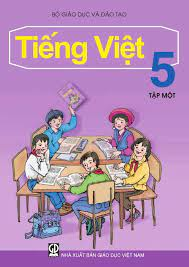 BỘ GIÁO DỤC VÀ ĐÀO TẠO
Tiếng Việt
5
TẬP MỘT
NHÀ XUẤT BẢN GIÁO DỤC VIỆT NAM